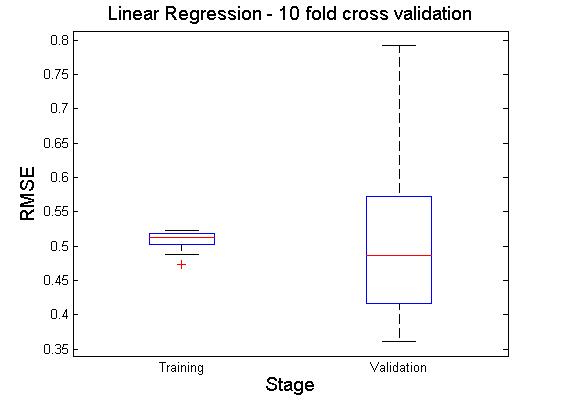 Linear Regression - 10 fold cross validation
0.8
0.75
0.7
0.65
0.6
0.55
0.5
0.45
0.4
0.35
RMSE
Training
Validation
Stage